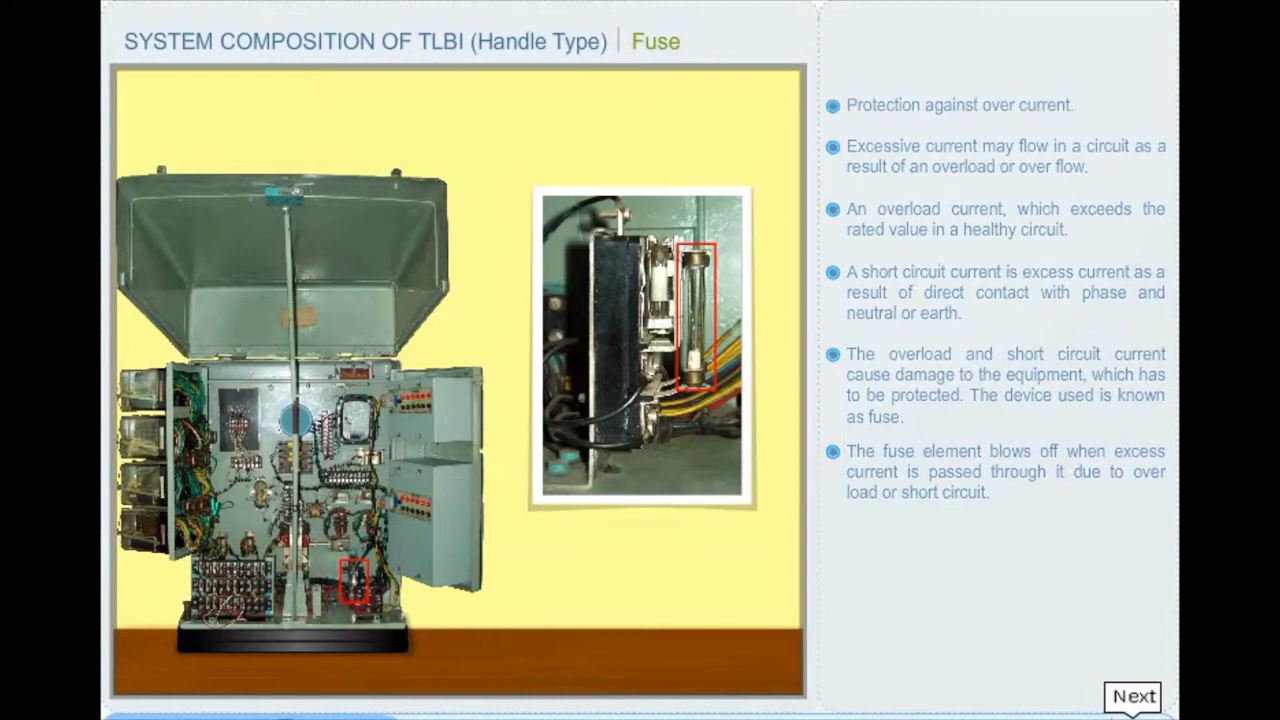 SYSTEM COMPOSITION OF TLBI (Handle Type) | Fuse
Protection against over current.
Excessive current may flow in a circuit as a
result of an overload or over flow.
An overload current, which exceeds the
rated value in a healthy circuit.
A short circuit current is excess current as a
result of direct contact with phase and
neutral or earth.
The overload and short circuit current
cause damage to the equipment, which has
to be protected. The device used is known
as fuse.
The fuse element blows off when excess
current is passed through it due to over
load or short circuit.
Next